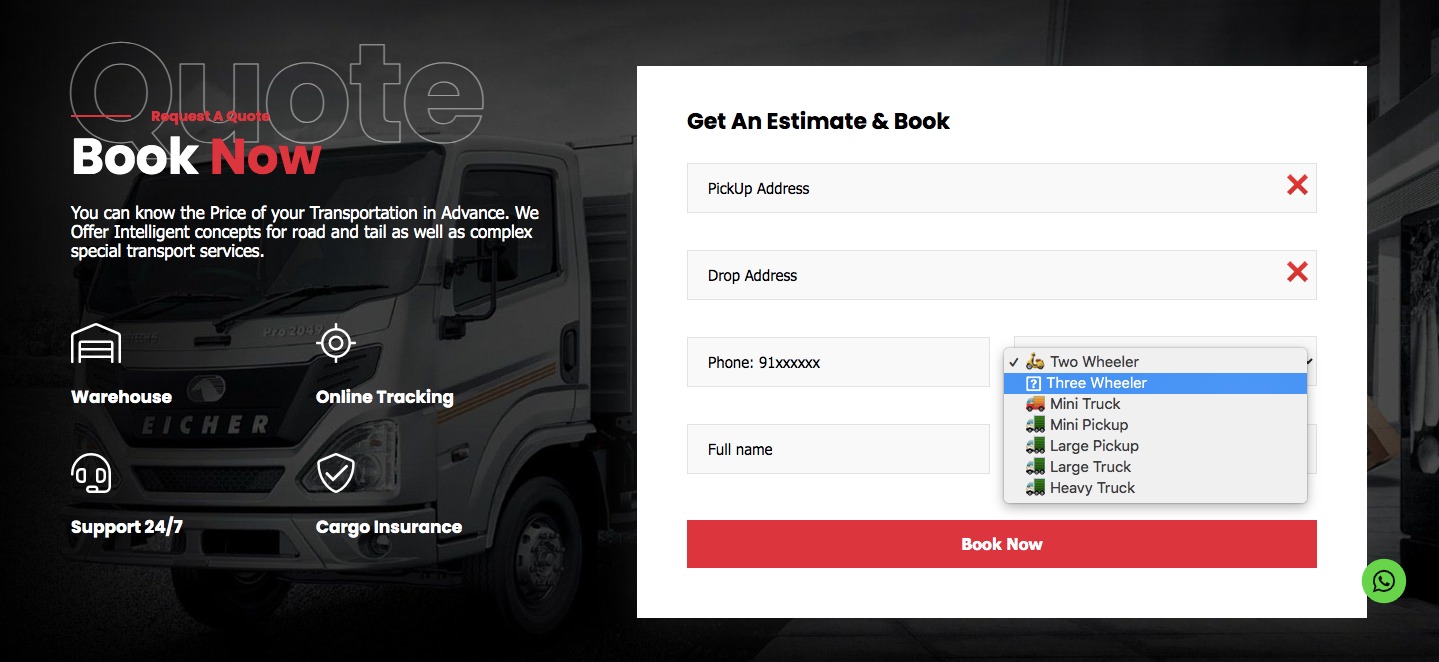 Quote
Request A Quote
Book Now
You can know the Price of your Transportation in Advance. We
Offer Intelligent concepts for road and tail as well as complex
special transport services.
Pro 2049
EICHER
Warehouse
Online Tracking
Support 24/7
Cargo Insurance
Get An Estimate & Book
PickUp Address
Drop Address
Phone: 91xxxxxx
✓ 🛵 Two Wheeler
Three Wheeler
🚚 Mini Truck
🚛 Mini Pickup
🚛 Large Pickup
🚛 Large Truck
🚛 Heavy Truck
Full name
Book Now